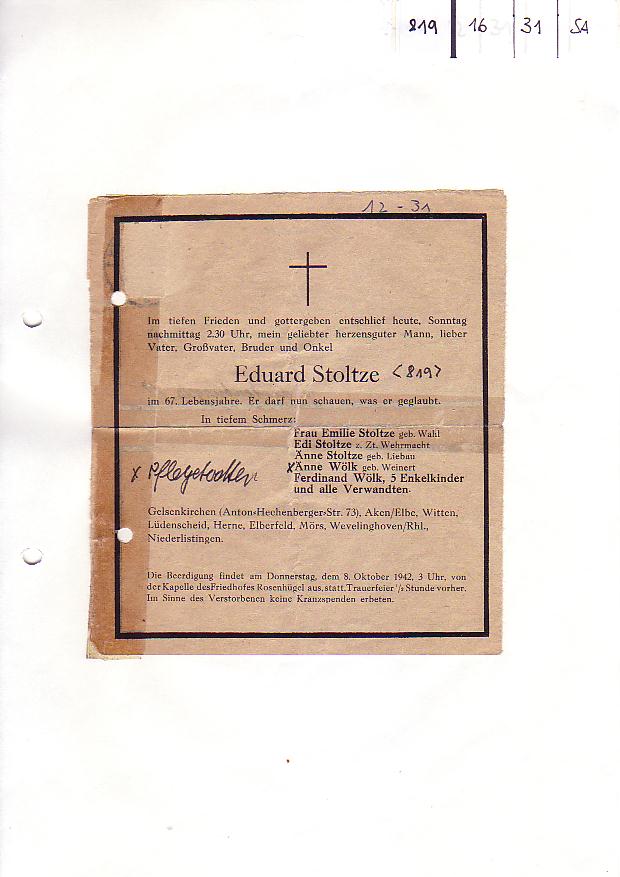 819 16 31 SA
12 - 31
Im tiefen Frieden und gottergeben entschlief heute, Sonntag
nachmittag 2.30 Uhr, mein geliebter herzensguter Mann, lieber
Vater, Großvater, Bruder und Onkel
Eduard Stoltze <819>
im 67. Lebensjahre. Er darf nun schauen, was er geglaubt.
In tiefem Schmerz:
Frau Emilie Stoltze geb. Wahl
Edi Stoltze z. Zt. Wehrmacht
Änne Stoltze geb. Liebau
x Pflegetochter
x Änne Wölk geb. Weinert
Ferdinand Wölk, 5 Enkelkinder
und alle Verwandten.
Gelsenkirchen (Anton-Hechenberger-Str. 73), Aken/Elbe, Witten,
Lüdenscheid, Herne, Elberfeld, Mörs, Wevelinghoven/Rhl.,
Niederlistingen.
Die Beerdigung findet am Donnerstag, dem 8. Oktober 1942, 3 Uhr, von
der Kapelle des Friedhofes Rosenhügel aus, statt. Trauerfeier ½ Stunde vorher.
Im Sinne des Verstorbenen keine Kranzspenden erbeten.